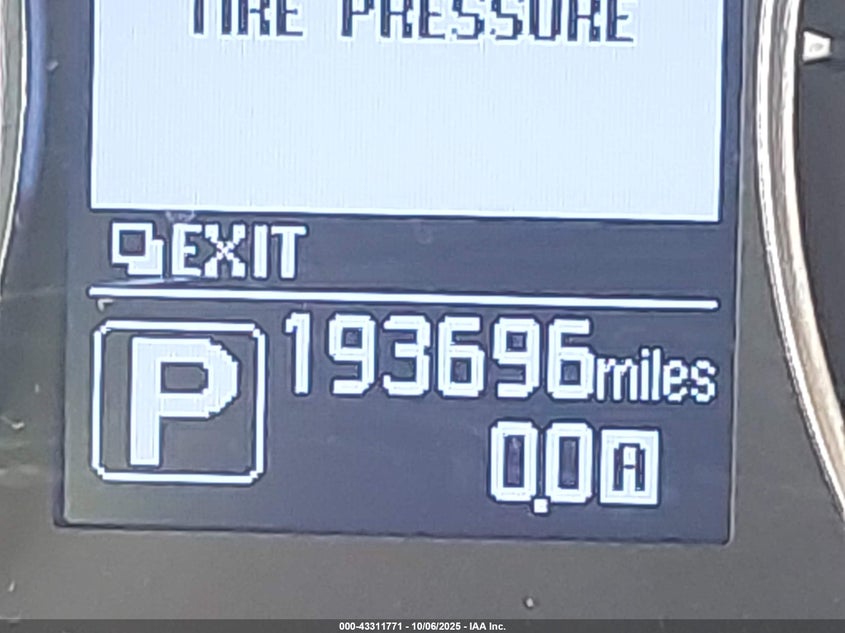 TIRE PRESSURE
EXIT
P
193696miles
0.0A
000-43311771 - 10/06/2025 - IAA Inc.